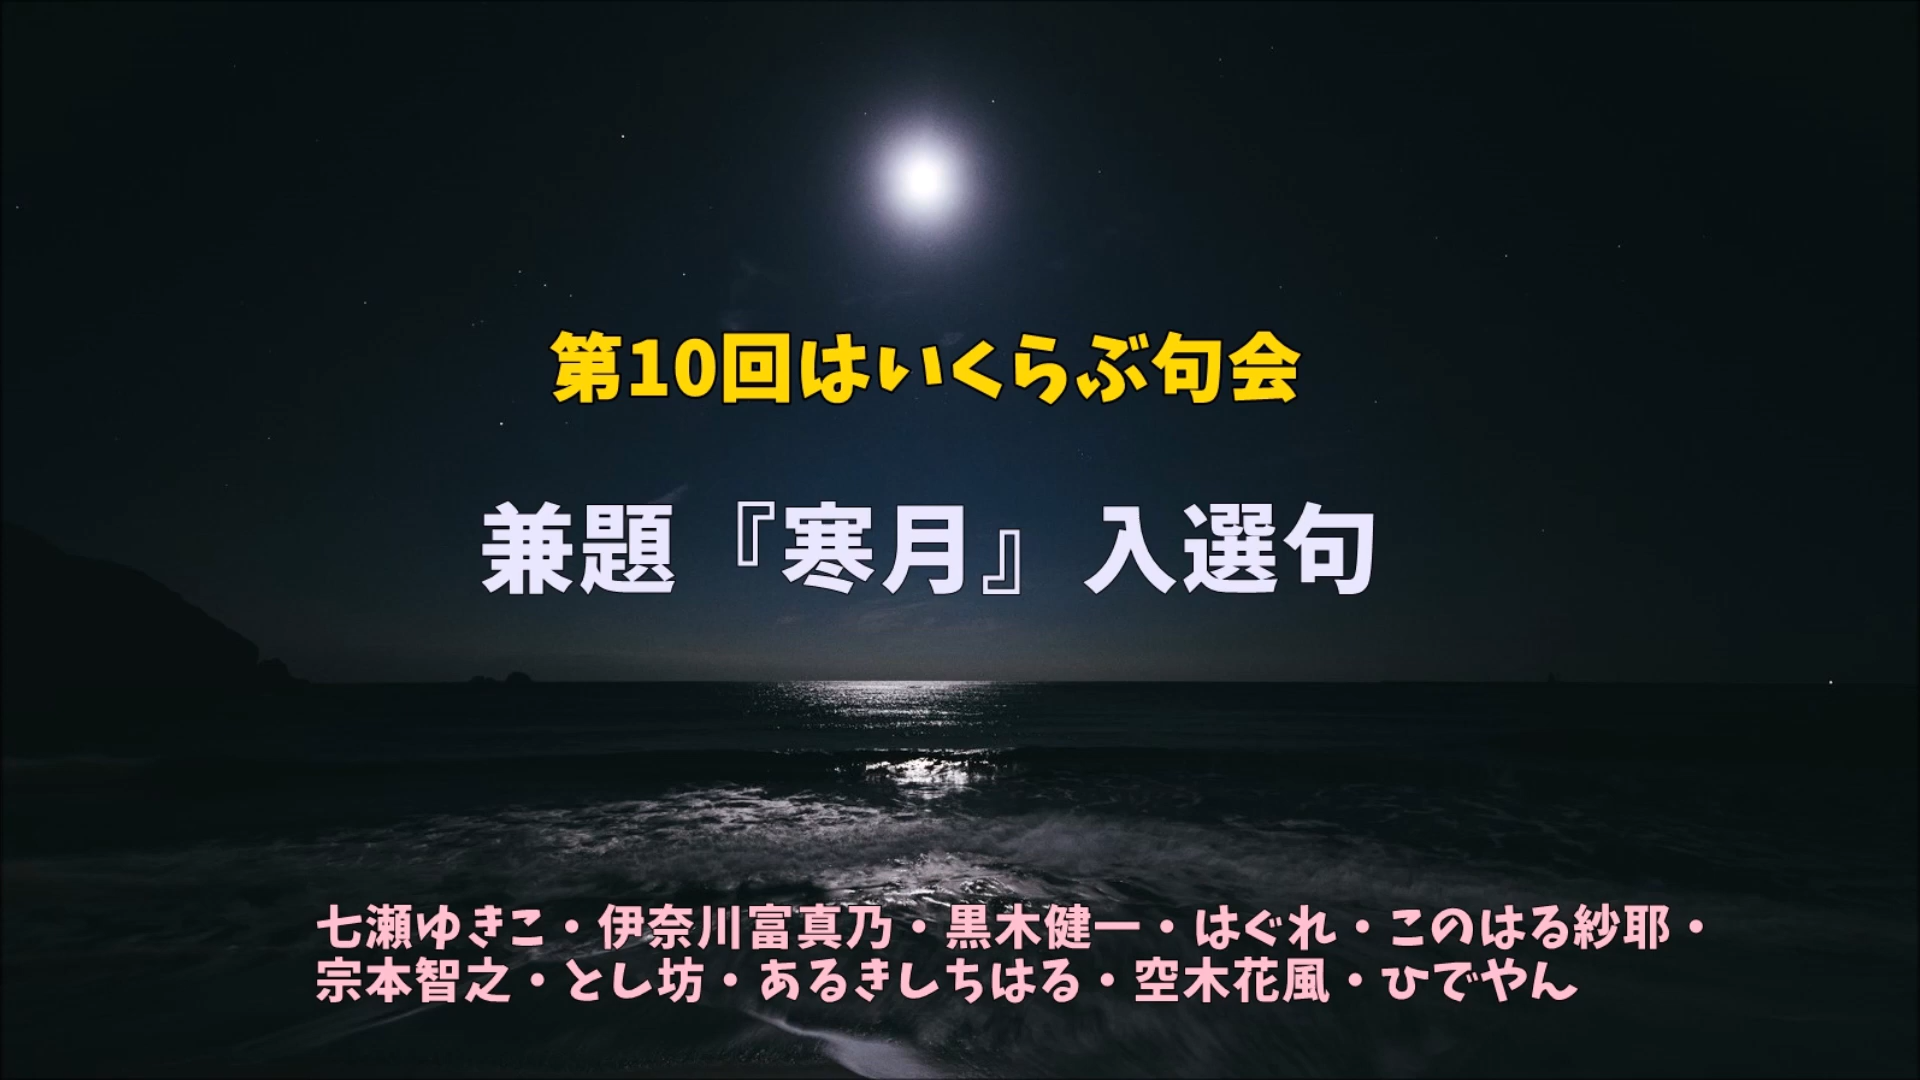 第10回はいくらぶ句会
兼題『寒月』入選句
七瀬ゆきこ・伊奈川富真乃・黒木健一・はぐれ・このはる紗耶・
宗本智之・とし坊・あるきしちはる・空木花風・ひでやん